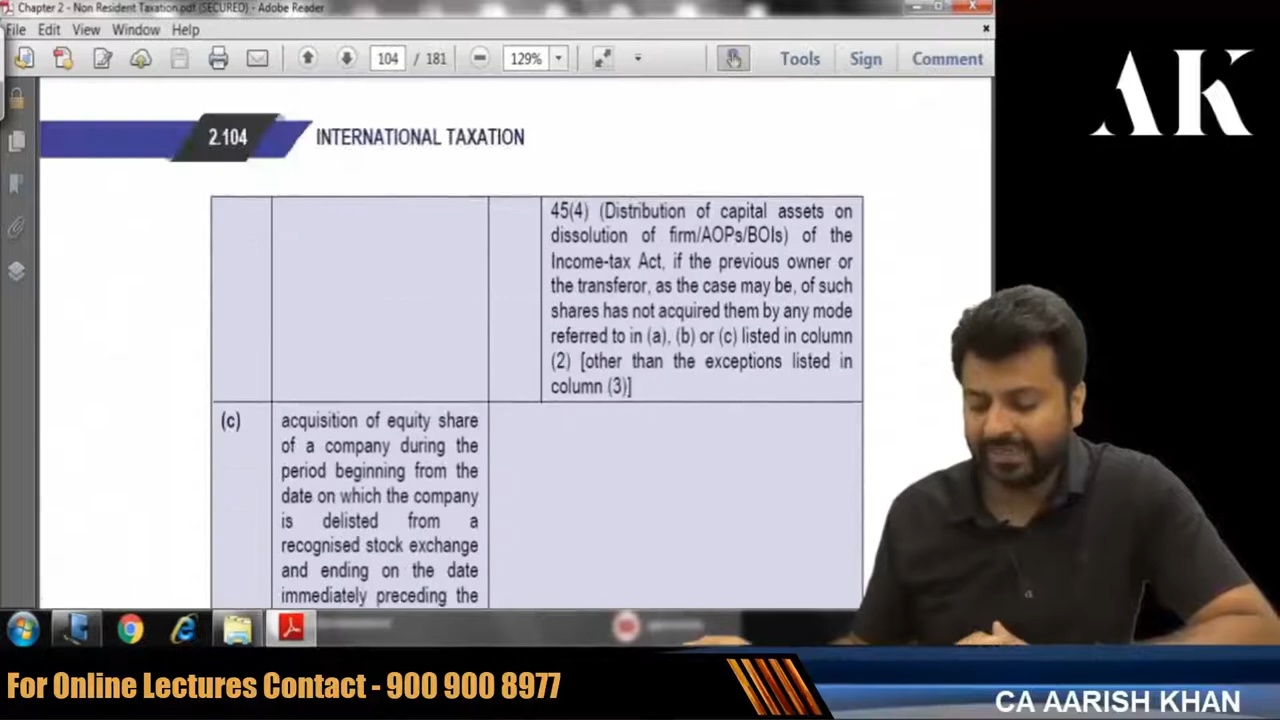 Chapter 2 - Non Resident Taxation.pdf (SECURED) - Adobe Reader
File Edit View Window Help
104 / 181 129% Tools Sign Comment
AK
2.104 INTERNATIONAL TAXATION
45(4) (Distribution of capital assets on
dissolution of firm/AOPs/BOIs) of the
Income-tax Act, if the previous owner or
the transferor, as the case may be, of such
shares has not acquired them by any mode
referred to in (a), (b) or (c) listed in column
(2) [other than the exceptions listed in
column (3)]
(c) acquisition of equity share
of a company during the
period beginning from the
date on which the company
is delisted from a
recognised stock exchange
and ending on the date
immediately preceding the
For Online Lectures Contact - 900 900 8977
CA AARISH KHAN